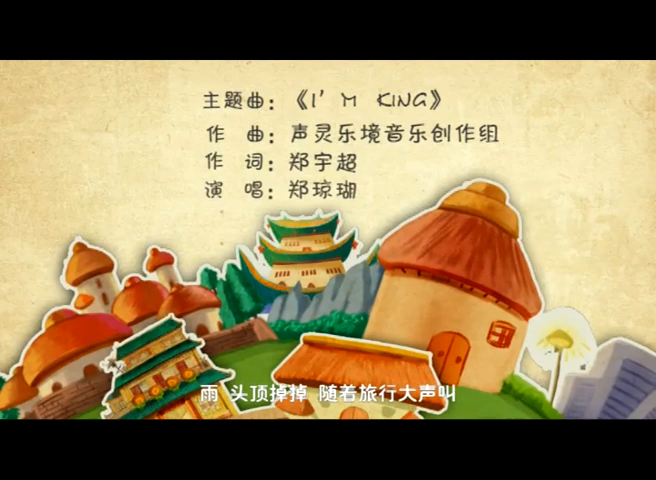 主题曲：《I'M KING》
作 曲：声灵乐境音乐创作组
作 词：郑宇超
演 唱：郑琼瑚
雨 头顶掉掉 随着旅行大声叫